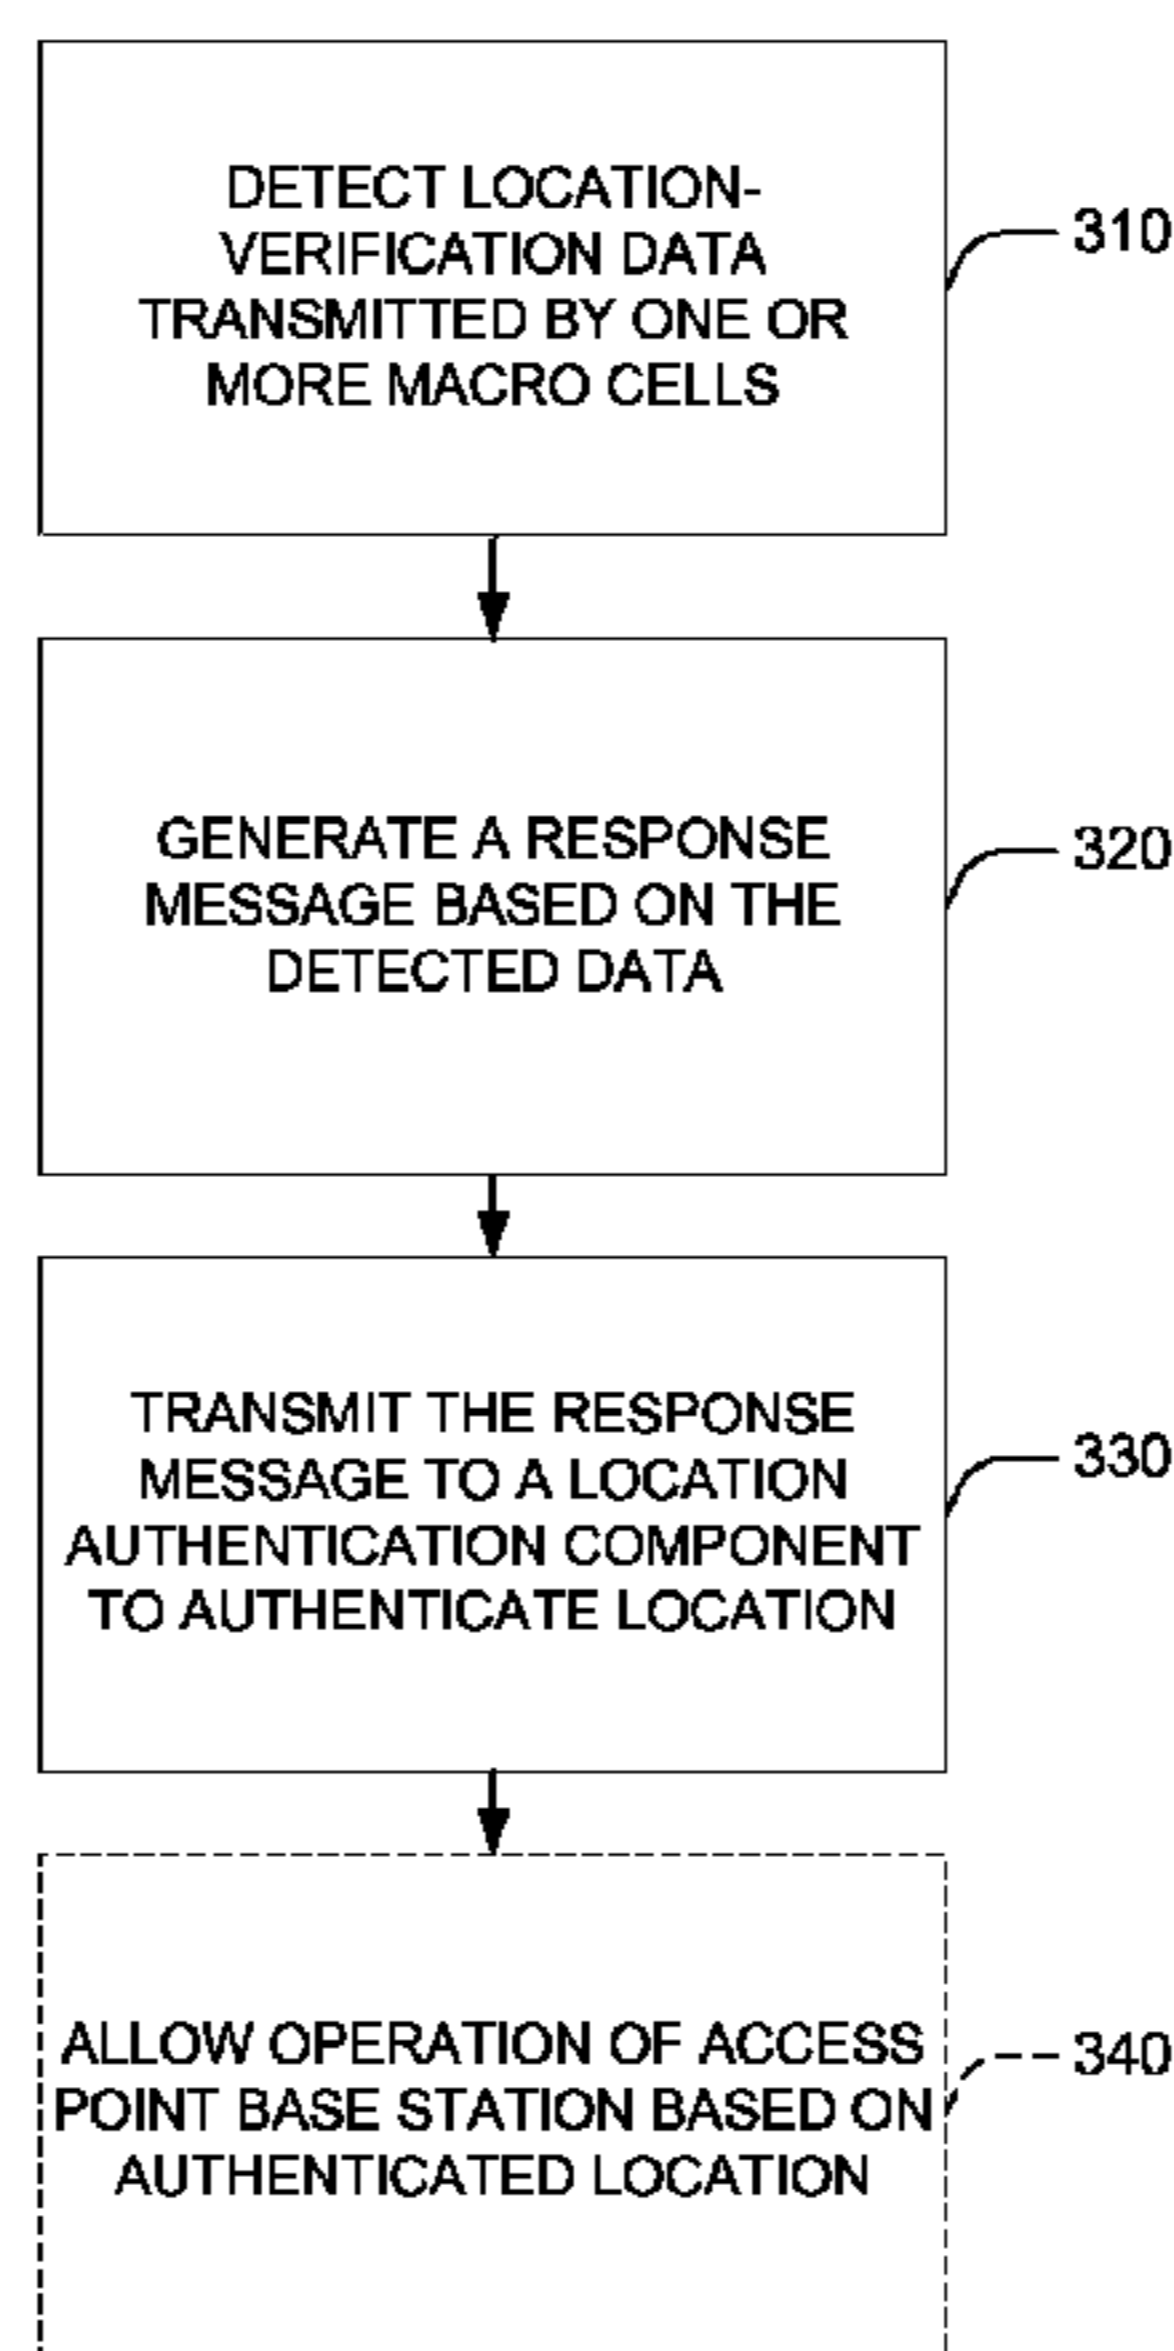 DETECT LOCATION-
VERIFICATION DATA
TRANSMITTED BY ONE OR
MORE MACRO CELLS
310
GENERATE A RESPONSE
MESSAGE BASED ON THE
DETECTED DATA
320
TRANSMIT THE RESPONSE
MESSAGE TO A LOCATION
AUTHENTICATION COMPONENT
TO AUTHENTICATE LOCATION
330
ALLOW OPERATION OF ACCESS
POINT BASE STATION BASED ON
AUTHENTICATED LOCATION
340